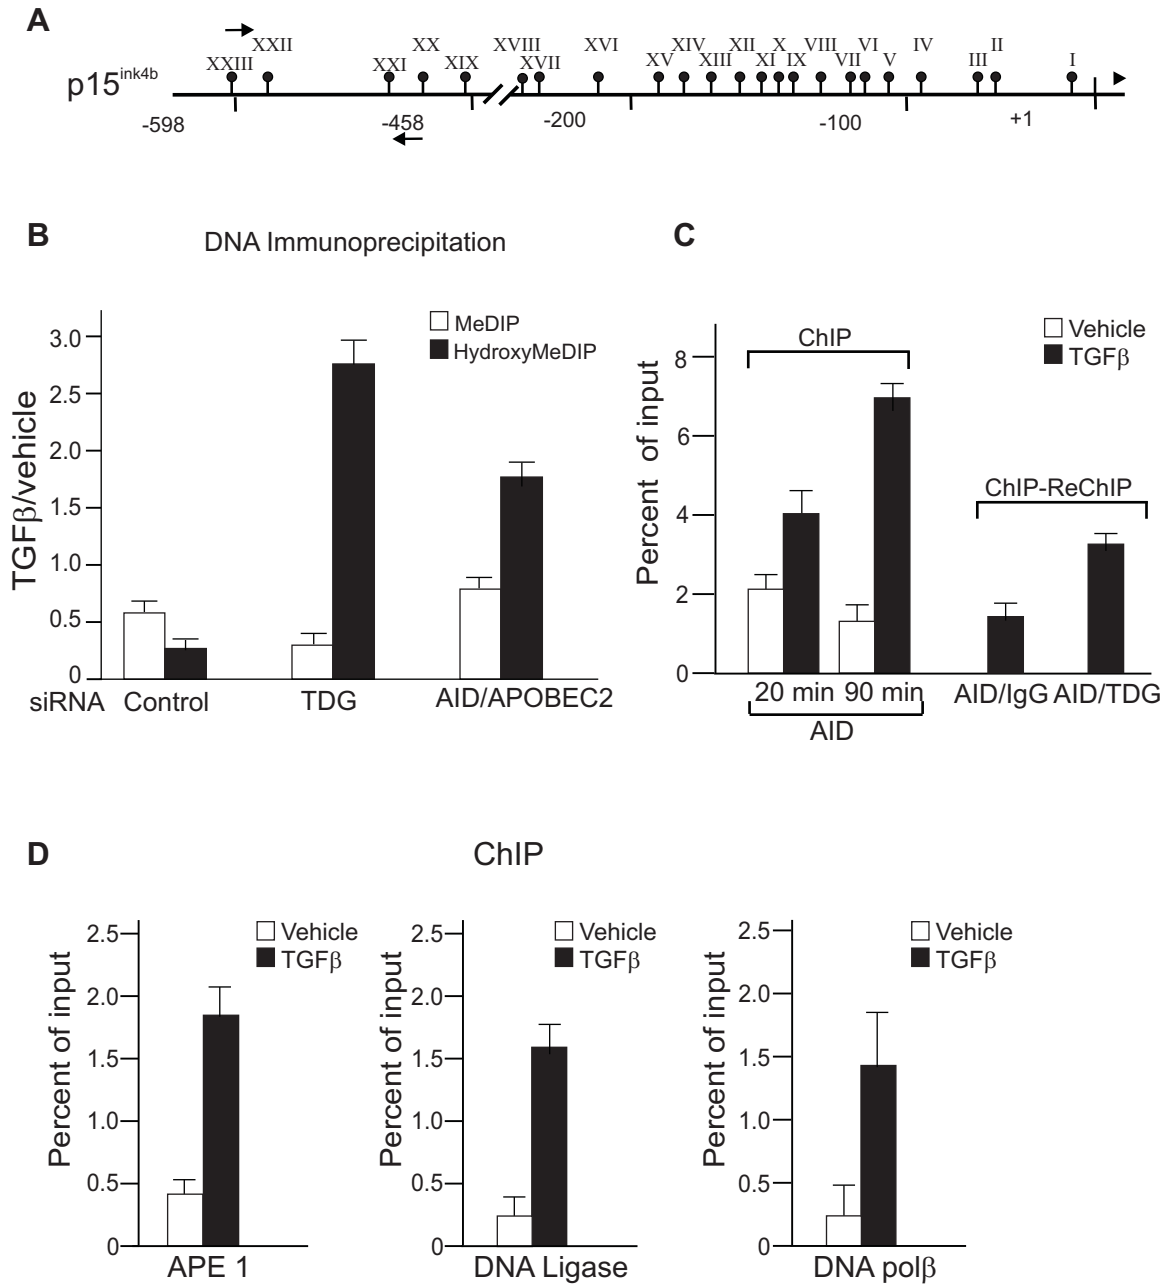 A
XXII XX XVIII XVI XIV XII X VIII VI IV II
XXIII XXI XIX XVII XV XIII XI IX VII V III I
p15ink4b
-598 -458 -200 -100 +1
B
DNA Immunoprecipitation
MeDIP
HydroxyMeDIP
TGFβ/vehicle
3.0
2.5
2.0
1.5
1.0
0.5
0
siRNA Control TDG AID/APOBEC2
C
Vehicle
TGFβ
ChIP
ChIP-ReChIP
Percent of input
8
6
4
2
0
20 min 90 min AID/IgG AID/TDG
AID
D
ChIP
Vehicle
TGFβ
Percent of input
2.5
2.0
1.5
1.0
0.5
0
APE 1
Vehicle
TGFβ
Percent of input
2.5
2.0
1.5
1.0
0.5
0
DNA Ligase
Vehicle
TGFβ
Percent of input
2.5
2.0
1.5
1.0
0.5
0
DNA polβ